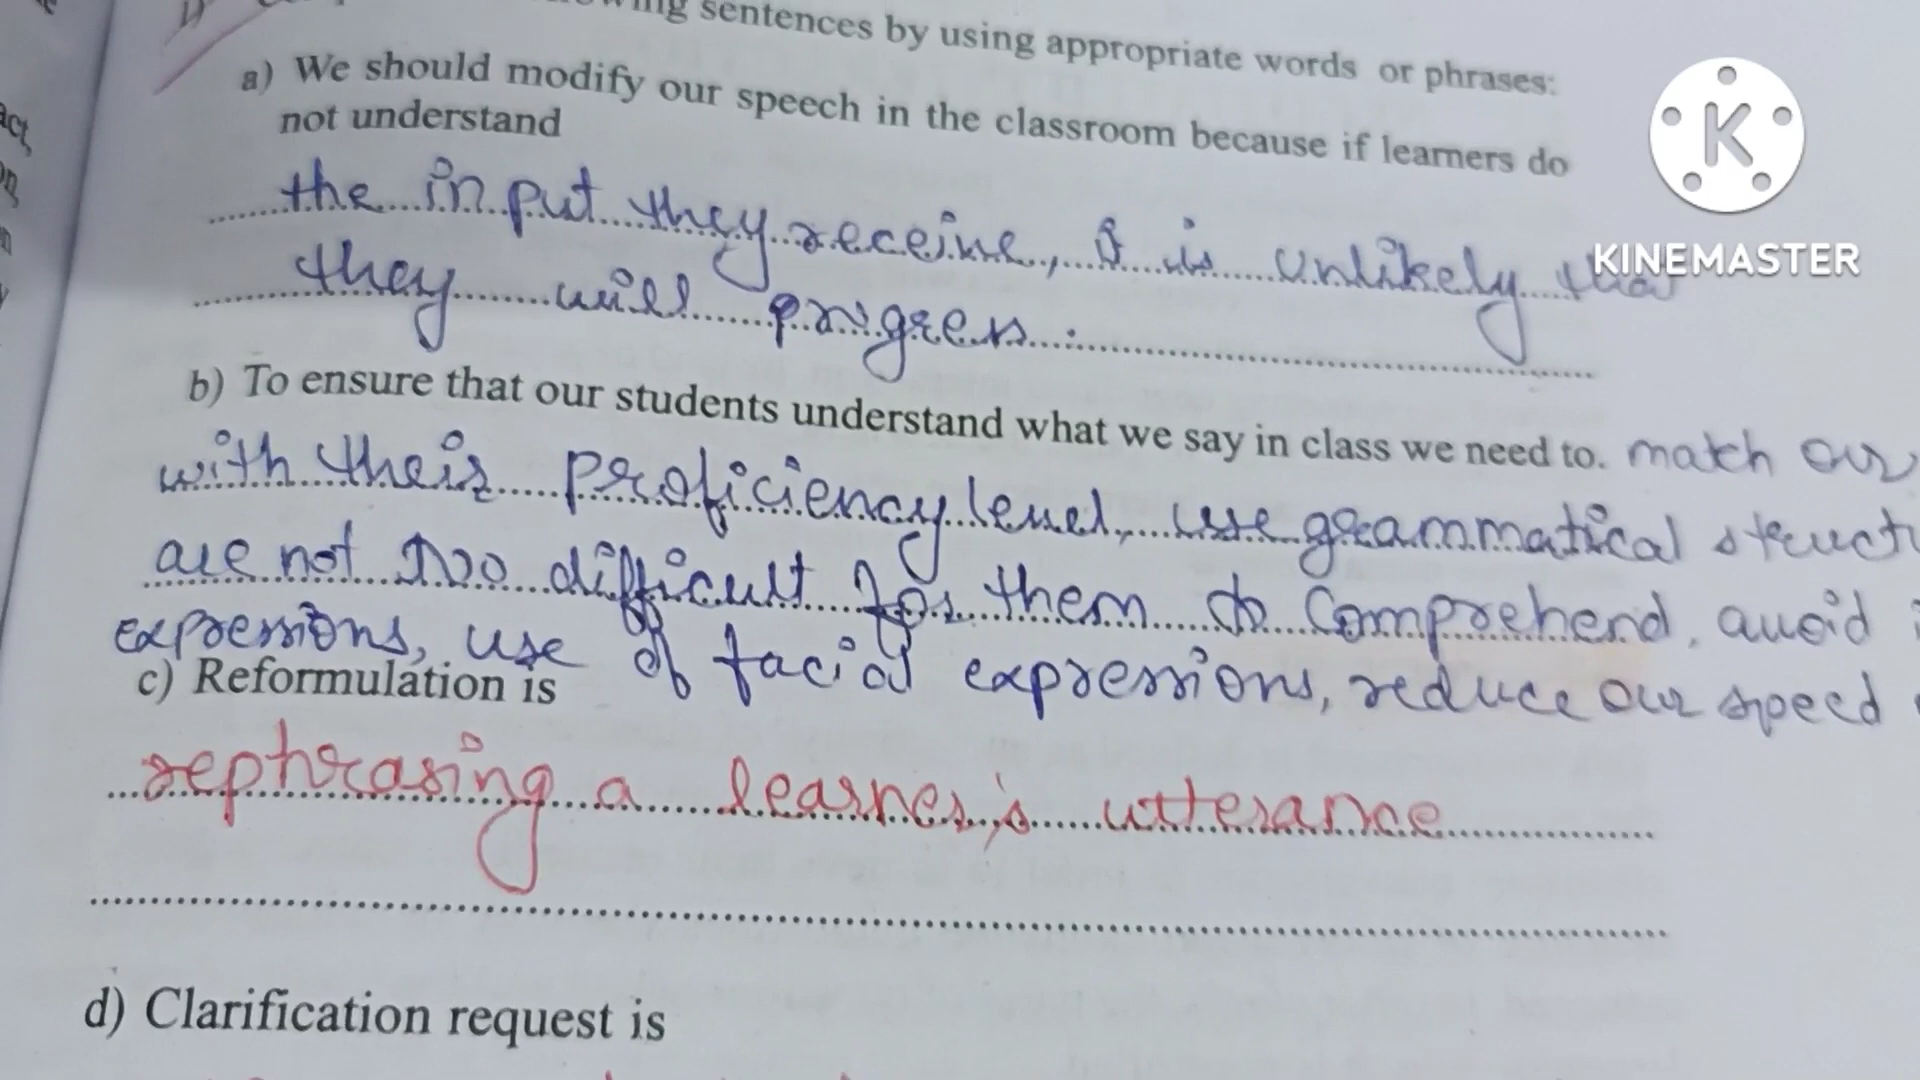 sentences by using appropriate words or phrases:
a) We should modify our speech in the classroom because if learners do
not understand
the input they receive, it is unlikely that
they will progress.
b) To ensure that our students understand what we say in class we need to. match our
with their proficiency level, use grammatical struct
are not too difficult for them to comprehend, avoid
expressions, use of facial expressions, reduce our speed
c) Reformulation is
rephrasing a learner's utterance
d) Clarification request is
KINEMASTER